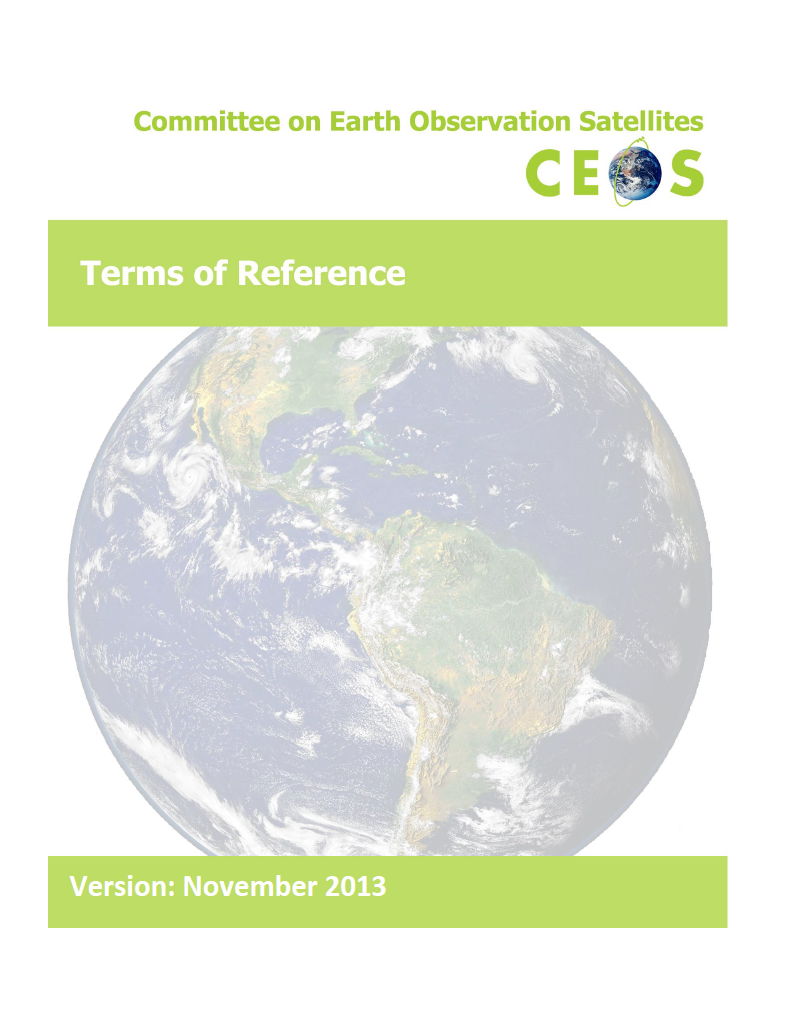 Committee on Earth Observation Satellites
CEOS
Terms of Reference
Version: November 2013